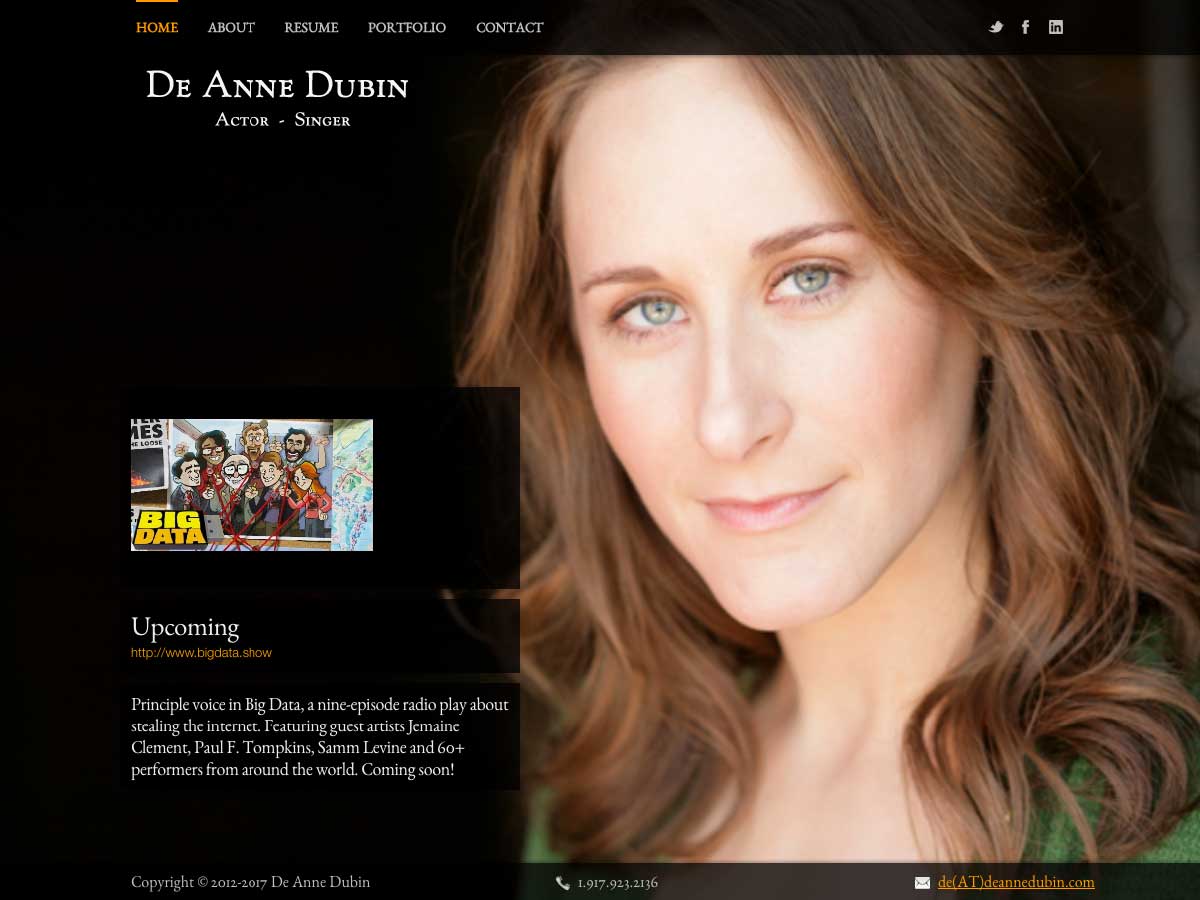 HOME ABOUT RESUME PORTFOLIO CONTACT
De Anne Dubin
Actor - Singer
MES
HE LOOSE
BIG
DATA
Upcoming
http://www.bigdata.show
Principle voice in Big Data, a nine-episode radio play about
stealing the internet. Featuring guest artists Jemaine
Clement, Paul F. Tompkins, Samm Levine and 60+
performers from around the world. Coming soon!
Copyright © 2012-2017 De Anne Dubin 1.917.923.2136 de(AT)deannedubin.com